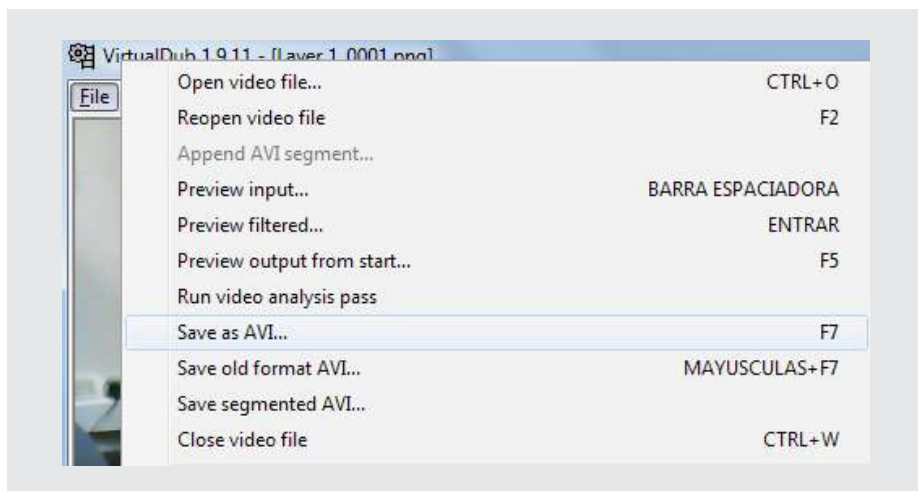 VirtualDub 1.9.11 - [Layer 1_0001.png]
File
Open video file... CTRL+O
Reopen video file F2
Append AVI segment...
Preview input... BARRA ESPACIADORA
Preview filtered... ENTRAR
Preview output from start... F5
Run video analysis pass
Save as AVI... F7
Save old format AVI... MAYUSCULAS+F7
Save segmented AVI...
Close video file CTRL+W